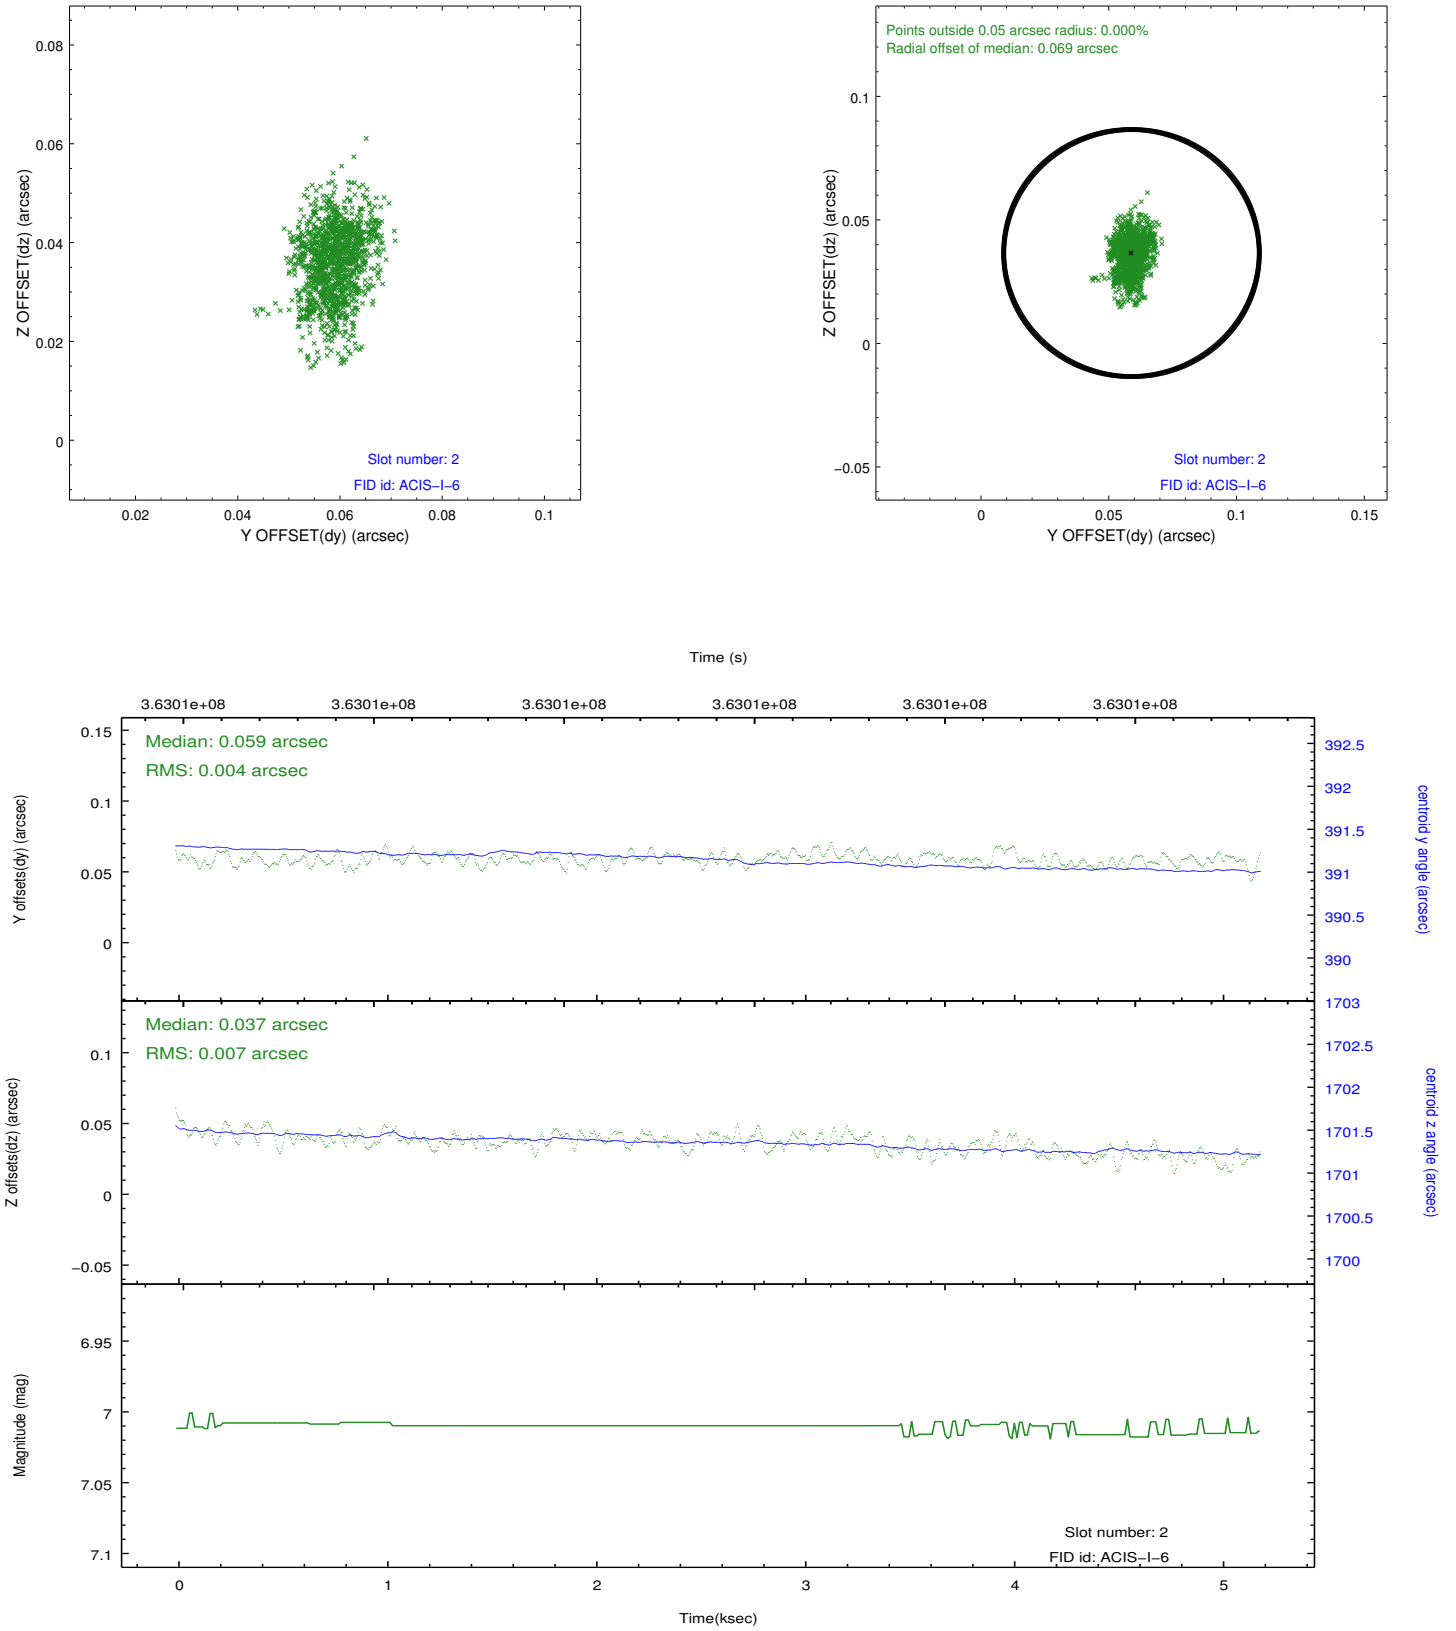 0.08
0.06
0.04
0.02
0
Z OFFSET(dz) (arcsec)
Slot number: 2
FID id: ACIS−I−6
0.02 0.04 0.06 0.08 0.1
Y OFFSET(dy) (arcsec)
Points outside 0.05 arcsec radius: 0.000%
Radial offset of median: 0.069 arcsec
0.1
0.05
0
−0.05
Z OFFSET(dz) (arcsec)
Slot number: 2
FID id: ACIS−I−6
0 0.05 0.1 0.15
Y OFFSET(dy) (arcsec)
Time (s)
3.6301e+08 3.6301e+08 3.6301e+08 3.6301e+08 3.6301e+08 3.6301e+08
Median: 0.059 arcsec
RMS: 0.004 arcsec
0.15
0.1
0.05
0
Y offsets(dy) (arcsec)
392.5
392
391.5
391
390.5
390
centroid y angle (arcsec)
Median: 0.037 arcsec
RMS: 0.007 arcsec
0.1
0.05
0
−0.05
Z offsets(dz) (arcsec)
1703
1702.5
1702
1701.5
1701
1700.5
1700
centroid z angle (arcsec)
6.95
7
7.05
7.1
Magnitude (mag)
Slot number: 2
FID id: ACIS−I−6
0 1 2 3 4 5
Time(ksec)